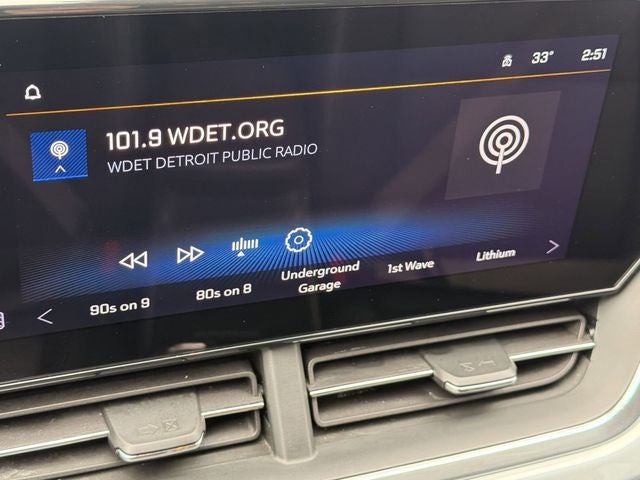 33° 2:51
101.9 WDET.ORG
WDET DETROIT PUBLIC RADIO
90s on 9
80s on 8
Underground
Garage
1st Wave
Lithium